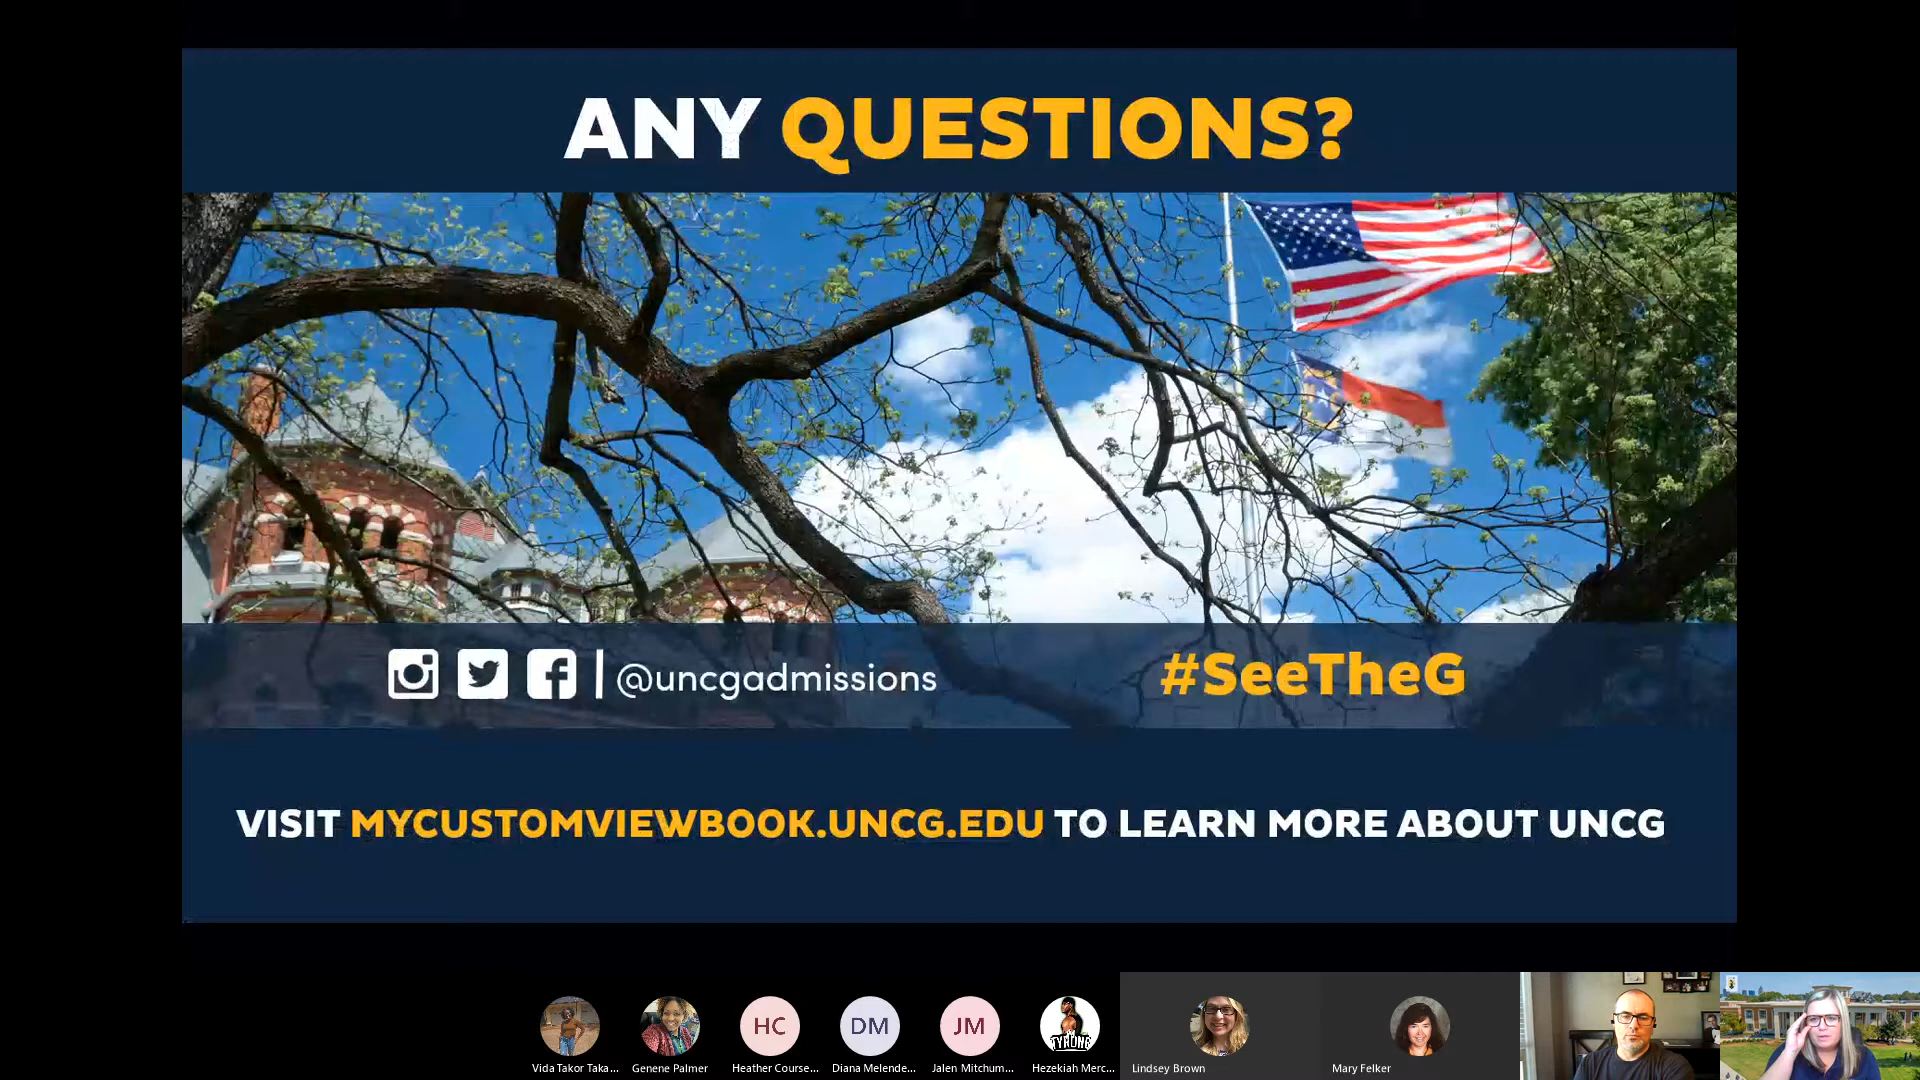 ANY QUESTIONS?
@uncgadmissions
#SeeTheG
VISIT MYCUSTOMVIEWBOOK.UNCG.EDU TO LEARN MORE ABOUT UNCG
HC
DM
JM
TYRONE
Vida Takor Taka...
Genene Palmer
Heather Course...
Diana Melende...
Jalen Mitchum...
Hezekiah Merc...
Lindsey Brown
Mary Felker